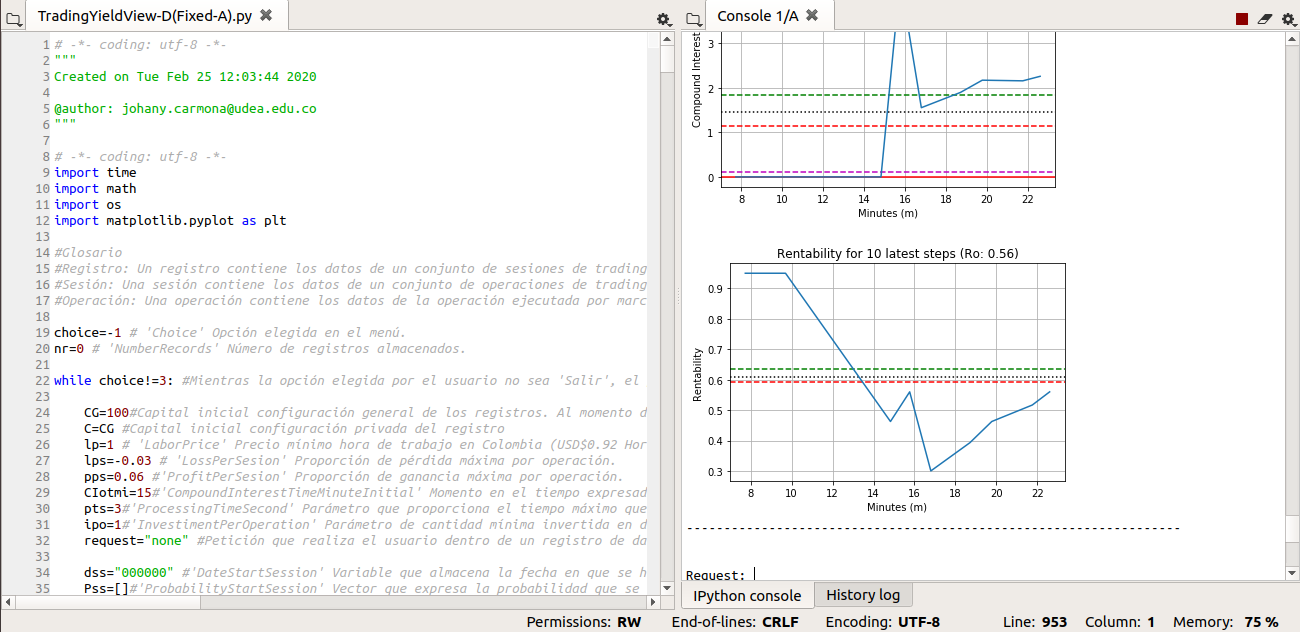 TradingYieldView-D(Fixed-A).py
1 # -*- coding: utf-8 -*-
2 """
3 Created on Tue Feb 25 12:03:44 2020
4
5 @author: johany.carmona@udea.edu.co
6 """
7
8 # -*- coding: utf-8 -*-
9 import time
10 import math
11 import os
12 import matplotlib.pyplot as plt
13
14 #Glosario
15 #Registro: Un registro contiene los datos de un conjunto de sesiones de trading
16 #Sesión: Una sesión contiene los datos de un conjunto de operaciones de trading
17 #Operación: Una operación contiene los datos de la operación ejecutada por marc
18
19 choice=-1 # 'Choice' Opción elegida en el menú.
20 nr=0 # 'NumberRecords' Número de registros almacenados.
21
22 while choice!=3: #Mientras la opción elegida por el usuario no sea 'Salir', el
23
24 CG=100#Capital inicial configuración general de los registros. Al momento d
25 C=CG #Capital inicial configuración privada del registro
26 lp=1 # 'LaborPrice' Precio mínimo hora de trabajo en Colombia (USD$0.92 Hor
27 lps=-0.03 # 'LossPerSesion' Proporción de pérdida máxima por operación.
28 pps=0.06 #'ProfitPerSesion' Proporción de ganancia máxima por operación.
29 CIotmi=15#'CompoundInterestTimeMinuteInitial' Momento en el tiempo expresad
30 pts=3#'ProcessingTimeSecond' Parámetro que proporciona el tiempo máximo que
31 ipo=1#'InvestimentPerOperation' Parámetro de cantidad mínima invertida en d
32 request="none" #Petición que realiza el usuario dentro de un registro de da
33
34 dss="000000" #'DateStartSession' Variable que almacena la fecha en que se h
35 Pss=[]#'ProbabilityStartSession' Vector que expresa la probabilidad que se
Console 1/A
Compound Interest
3
2
1
0
8 10 12 14 16 18 20 22
Minutes (m)
Rentability for 10 latest steps (Ro: 0.56)
Rentability
0.9
0.8
0.7
0.6
0.5
0.4
0.3
8 10 12 14 16 18 20 22
Minutes (m)
------------------------------------------------------------------
Request:
IPython console History log
Permissions: RW End-of-lines: CRLF Encoding: UTF-8 Line: 953 Column: 1 Memory: 75 %